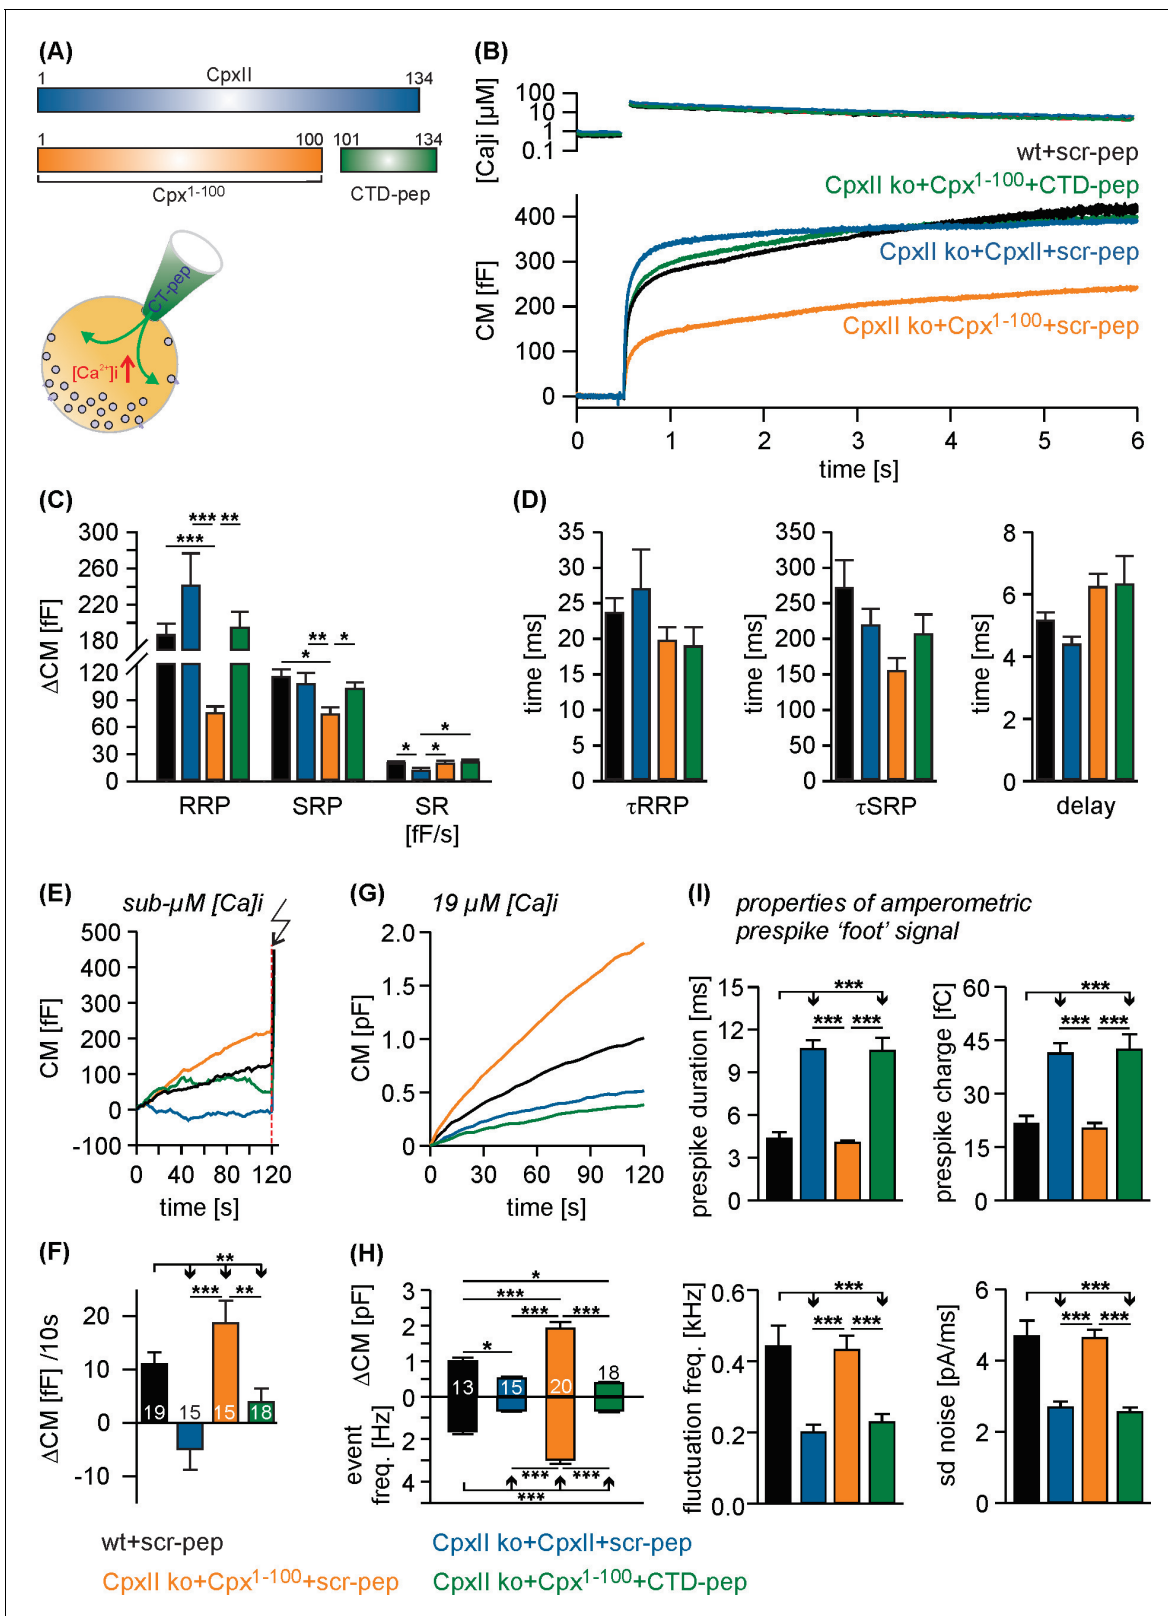 (A)
CpxII
1 134
1 100 101 134
Cpx1-100 CTD-pep
CT-pep
[Ca2+]i
(B)
[Ca]i [µM]
100
10
1
0.1
wt+scr-pep
CpxII ko+Cpx1-100+CTD-pep
CpxII ko+CpxII+scr-pep
CpxII ko+Cpx1-100+scr-pep
CM [fF]
400
300
200
100
0
0 1 2 3 4 5 6
time [s]
(C)
ΔCM [fF]
300
260
220
180
120
90
60
30
0
*** **
***
** *
*
*
* *
RRP SRP SR
[fF/s]
(D)
time [ms]
35
30
25
20
15
10
5
0
τRRP
time [ms]
350
300
250
200
150
100
50
0
τSRP
time [ms]
8
6
4
2
0
delay
(E)
sub-µM [Ca]i
CM [fF]
500
400
300
200
100
0
-100
0 40 80 120
time [s]
(G)
19 µM [Ca]i
CM [pF]
2.0
1.5
1.0
0.5
0
0 30 60 90 120
time [s]
(I)
properties of amperometric
prespike 'foot' signal
prespike duration [ms]
15
12
9
6
3
0
***
*** ***
prespike charge [fC]
60
45
30
15
0
***
*** ***
(F)
ΔCM [fF] /10s
20
10
0
-10
**
*** **
19 15 15 18
(H)
ΔCM [pF]
3
2
1
0
event
freq. [Hz]
2
4
*
***
*** ***
*
13 15 20 18
*** ***
***
fluctuation freq. [kHz]
0.6
0.4
0.2
0.0
***
*** ***
sd noise [pA/ms]
6
4
2
0
***
*** ***
wt+scr-pep CpxII ko+CpxII+scr-pep
CpxII ko+Cpx1-100+scr-pep CpxII ko+Cpx1-100+CTD-pep